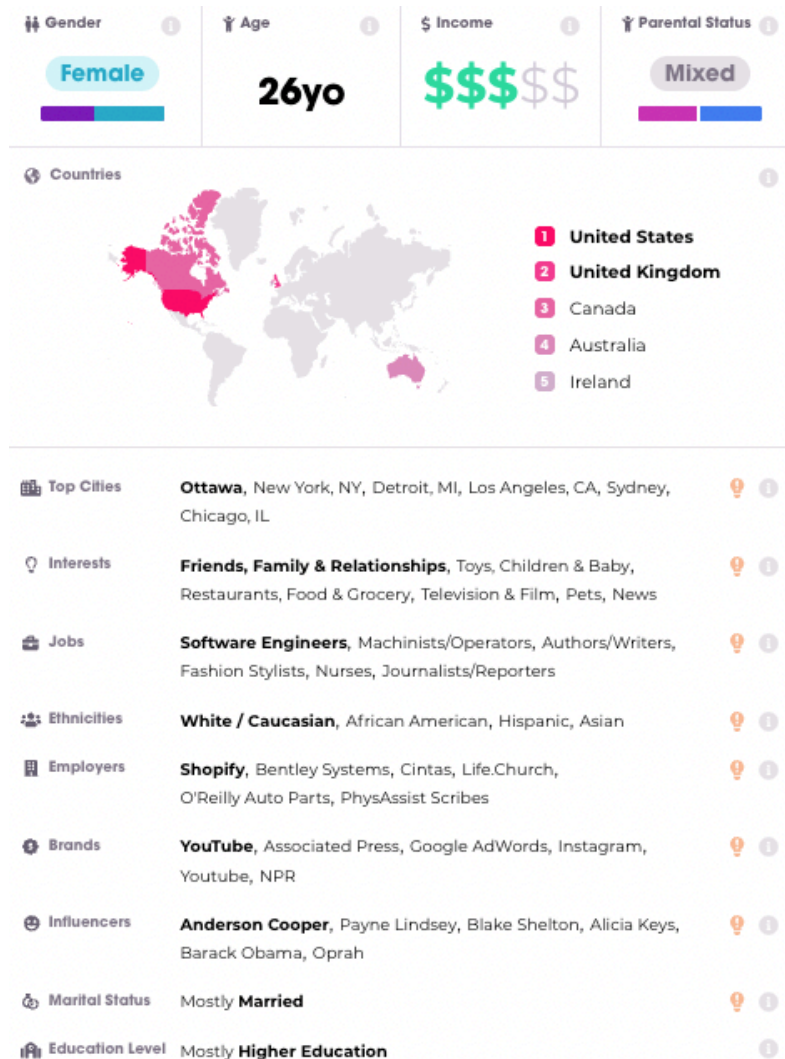 Gender
Age
$ Income
Parental Status
Female
26yo
$$$$$
Mixed
Countries
1 United States
2 United Kingdom
3 Canada
4 Australia
5 Ireland
Top Cities
Ottawa, New York, NY, Detroit, MI, Los Angeles, CA, Sydney,
Chicago, IL
Interests
Friends, Family & Relationships, Toys, Children & Baby,
Restaurants, Food & Grocery, Television & Film, Pets, News
Jobs
Software Engineers, Machinists/Operators, Authors/Writers,
Fashion Stylists, Nurses, Journalists/Reporters
Ethnicities
White / Caucasian, African American, Hispanic, Asian
Employers
Shopify, Bentley Systems, Cintas, Life.Church,
O'Reilly Auto Parts, PhysAssist Scribes
Brands
YouTube, Associated Press, Google AdWords, Instagram,
Youtube, NPR
Influencers
Anderson Cooper, Payne Lindsey, Blake Shelton, Alicia Keys,
Barack Obama, Oprah
Marital Status
Mostly Married
Education Level
Mostly Higher Education